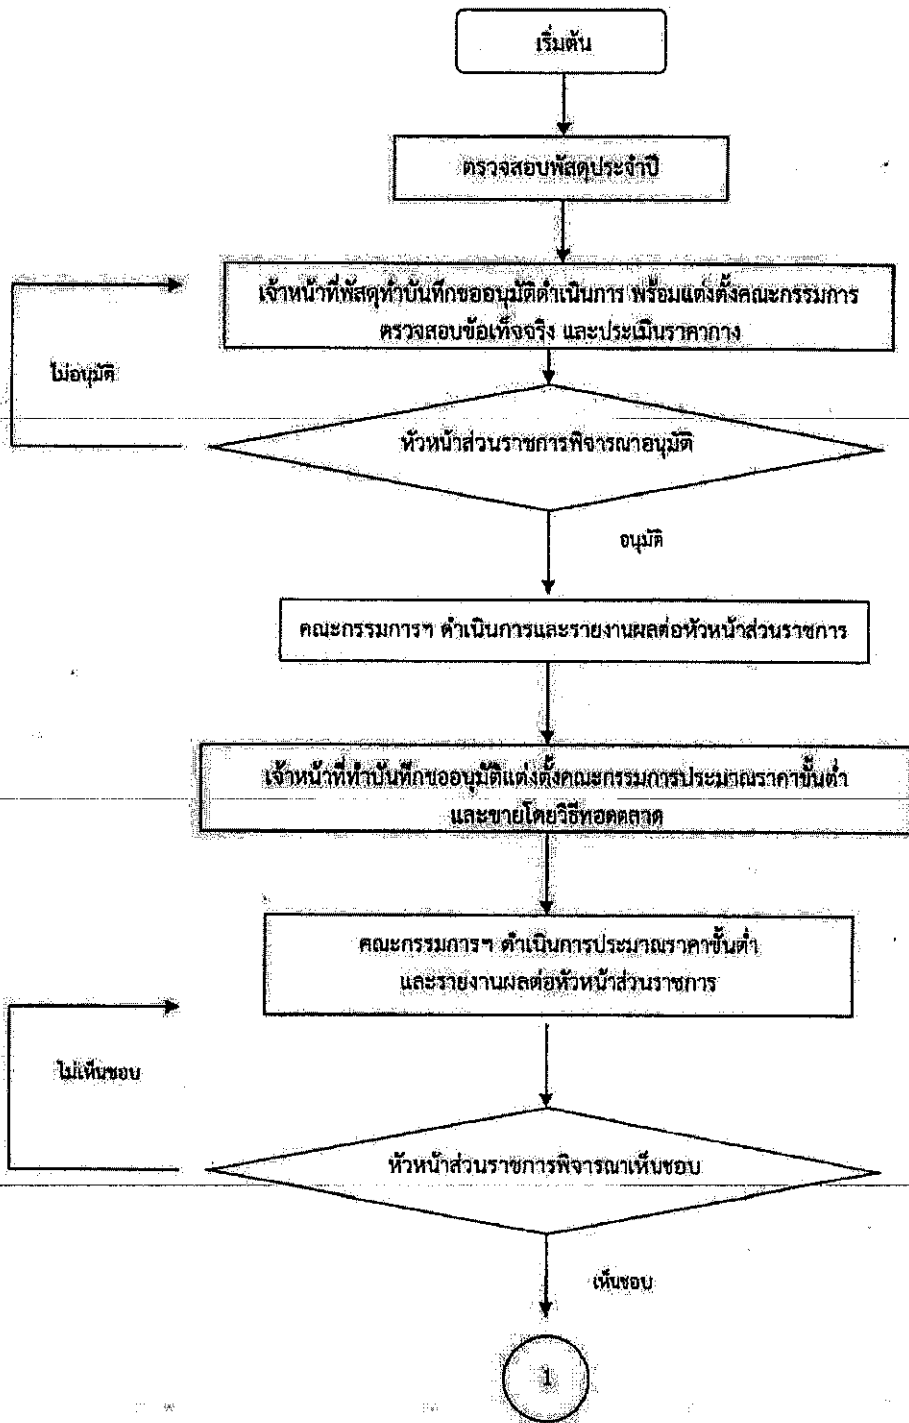 เริ่มต้น
ตรวจสอบพัสดุประจำปี
เจ้าหน้าที่พัสดุทำบันทึกขออนุมัติดำเนินการ พร้อมแต่งตั้งคณะกรรมการ
ตรวจสอบข้อเท็จจริง และประเมินราคากลาง
ไม่อนุมัติ
หัวหน้าส่วนราชการพิจารณาอนุมัติ
อนุมัติ
คณะกรรมการฯ ดำเนินการและรายงานผลต่อหัวหน้าส่วนราชการ
เจ้าหน้าที่ทำบันทึกขออนุมัติแต่งตั้งคณะกรรมการประมาณราคาขั้นต่ำ
และขายโดยวิธีทอดตลาด
คณะกรรมการฯ ดำเนินการประมาณราคาขั้นต่ำ
และรายงานผลต่อหัวหน้าส่วนราชการ
ไม่เห็นชอบ
หัวหน้าส่วนราชการพิจารณาเห็นชอบ
เห็นชอบ
1